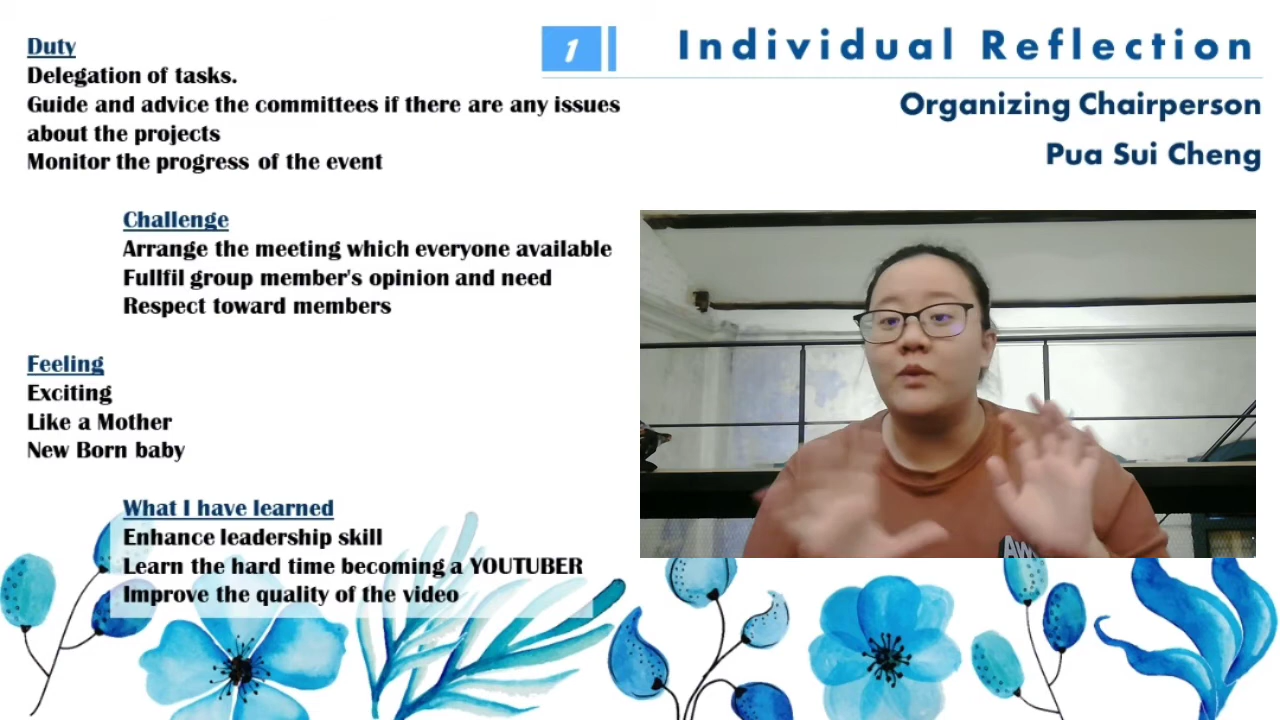 Duty
Delegation of tasks.
Guide and advice the committees if there are any issues
about the projects
Monitor the progress of the event
Challenge
Arrange the meeting which everyone available
Fullfil group member's opinion and need
Respect toward members
Feeling
Exciting
Like a Mother
New Born baby
What I have learned
Enhance leadership skill
Learn the hard time becoming a YOUTUBER
Improve the quality of the video
1
Individual Reflection
Organizing Chairperson
Pua Sui Cheng